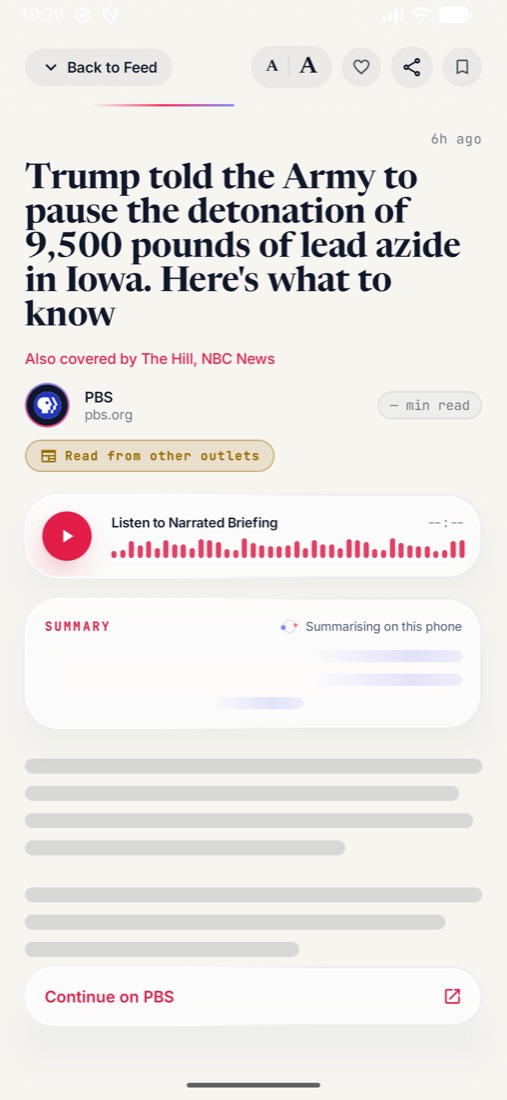 10:20
Back to Feed
A A
6h ago
Trump told the Army to
pause the detonation of
9,500 pounds of lead azide
in Iowa. Here's what to
know
Also covered by The Hill, NBC News
PBS
pbs.org
— min read
Read from other outlets
Listen to Narrated Briefing
--:--
SUMMARY
Summarising on this phone
Continue on PBS